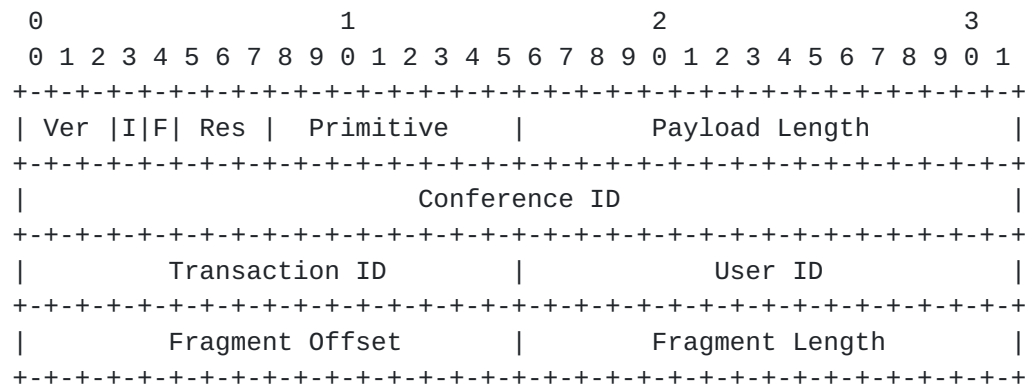 0                   1                   2                   3
 0 1 2 3 4 5 6 7 8 9 0 1 2 3 4 5 6 7 8 9 0 1 2 3 4 5 6 7 8 9 0 1
+-+-+-+-+-+-+-+-+-+-+-+-+-+-+-+-+-+-+-+-+-+-+-+-+-+-+-+-+-+-+-+-+
| Ver |I|F| Res |  Primitive    |        Payload Length         |
+-+-+-+-+-+-+-+-+-+-+-+-+-+-+-+-+-+-+-+-+-+-+-+-+-+-+-+-+-+-+-+-+
|                         Conference ID                         |
+-+-+-+-+-+-+-+-+-+-+-+-+-+-+-+-+-+-+-+-+-+-+-+-+-+-+-+-+-+-+-+-+
|         Transaction ID        |            User ID            |
+-+-+-+-+-+-+-+-+-+-+-+-+-+-+-+-+-+-+-+-+-+-+-+-+-+-+-+-+-+-+-+-+
|         Fragment Offset       |        Fragment Length        |
+-+-+-+-+-+-+-+-+-+-+-+-+-+-+-+-+-+-+-+-+-+-+-+-+-+-+-+-+-+-+-+-+